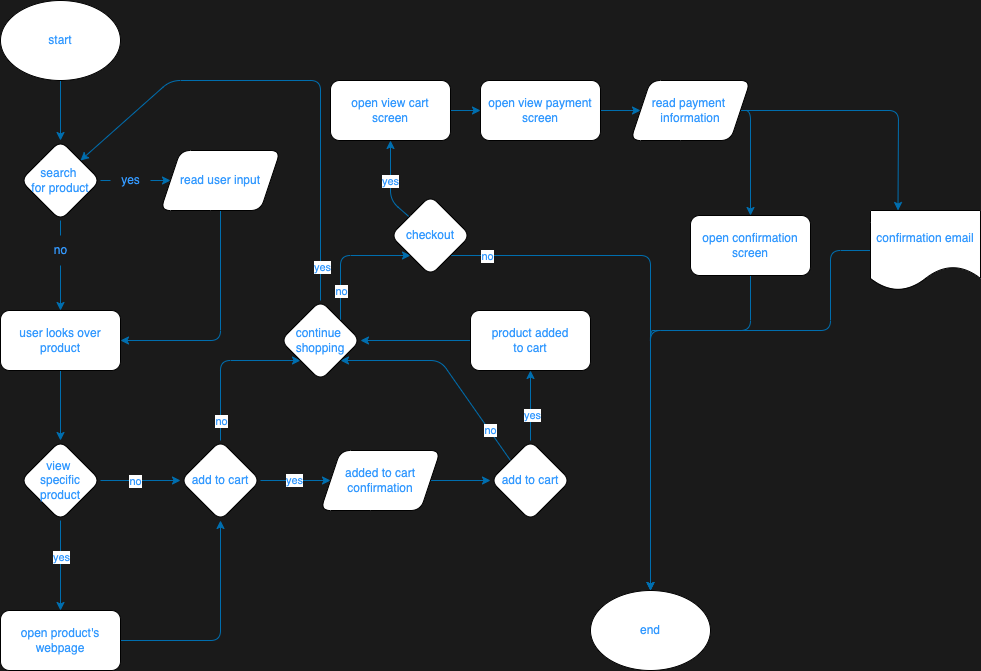 start
open view cart
screen
open view payment
screen
read payment
information
search
for product
yes
read user input
yes
checkout
no
open confirmation
screen
confirmation email
no
yes
no
user looks over
product
continue
shopping
product added
to cart
no
no
yes
view
specific
product
no
add to cart
yes
added to cart
confirmation
add to cart
yes
open product's
webpage
end